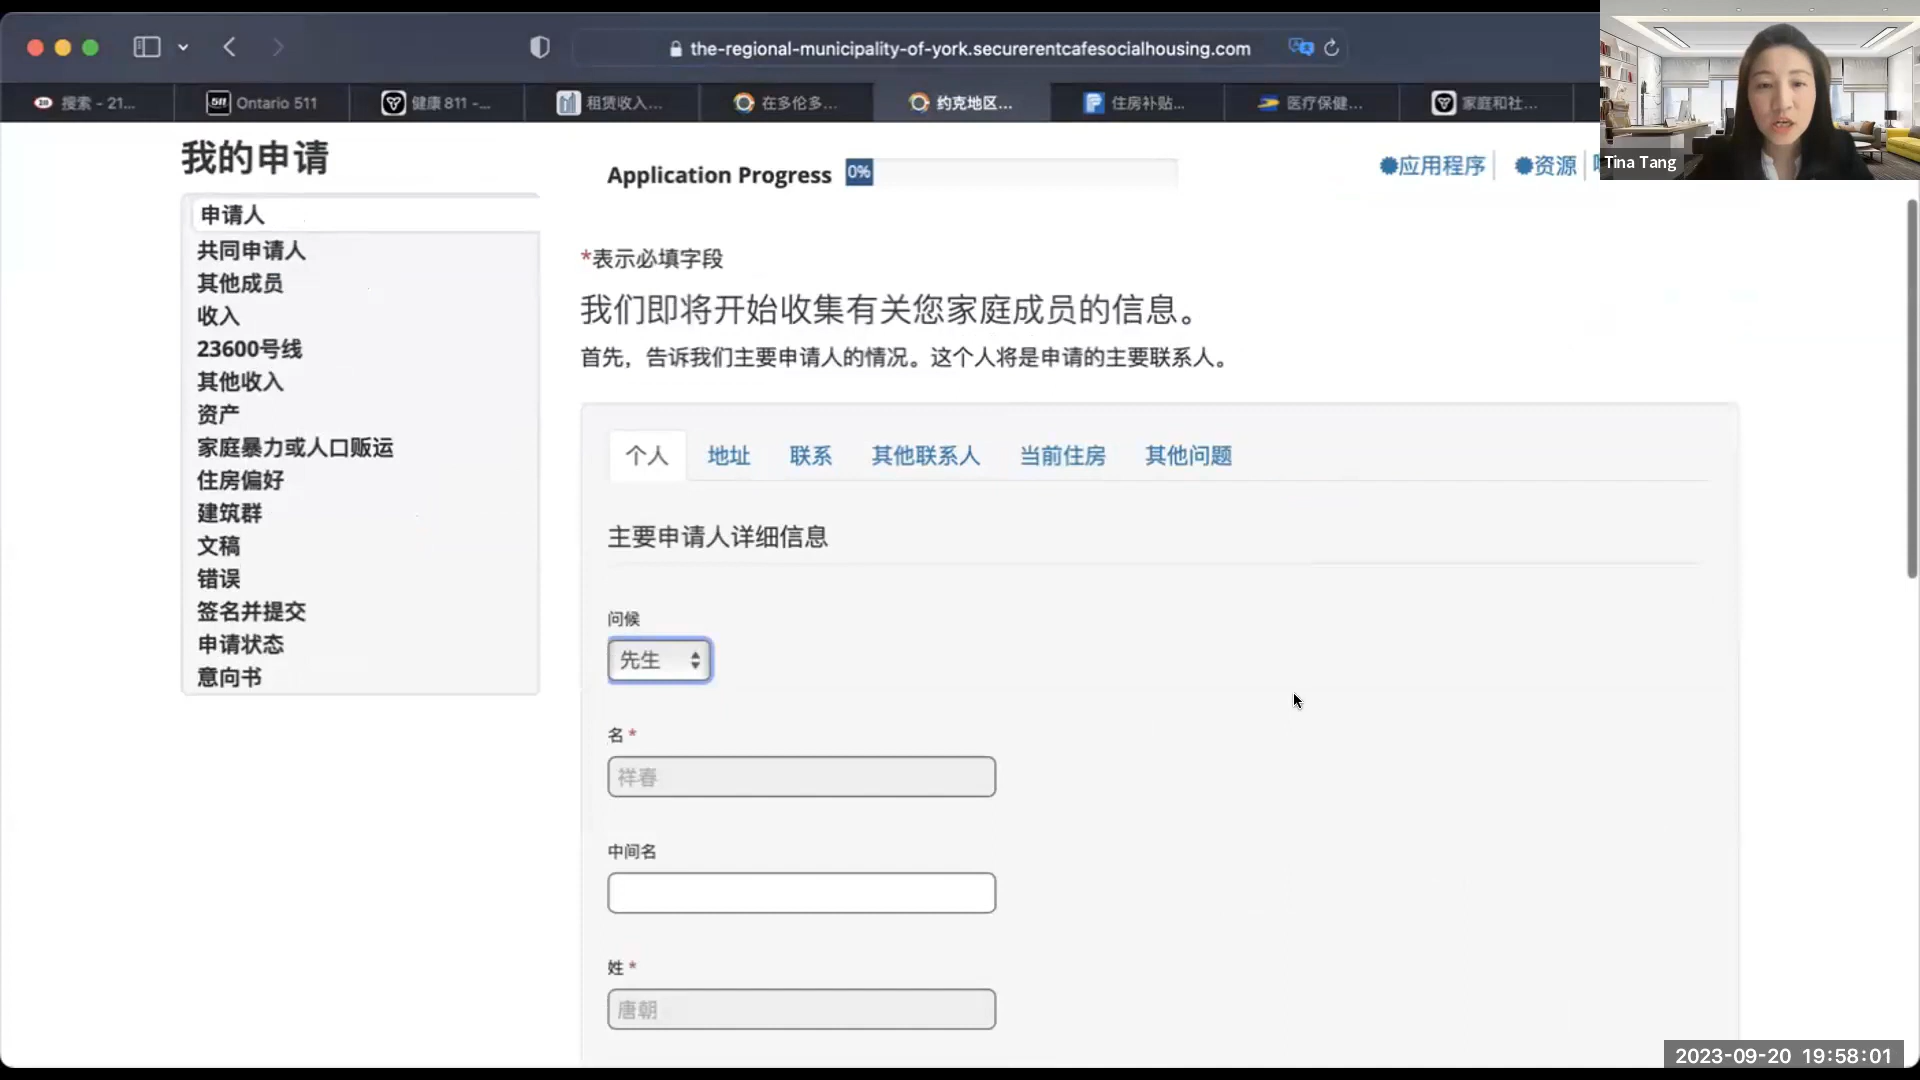 the-regional-municipality-of-york.securerentcafesocialhousing.com
搜索 - 21...
511 Ontario 511
健康 811 -...
租赁收入...
在多伦多...
约克地区...
住房补贴...
医疗保健...
家庭和社...
Tina Tang
我的申请
申请人
共同申请人
其他成员
收入
23600号线
其他收入
资产
家庭暴力或人口贩运
住房偏好
建筑群
文稿
错误
签名并提交
申请状态
意向书
Application Progress 0%
应用程序
资源
*表示必填字段
我们即将开始收集有关您家庭成员的信息。
首先，告诉我们主要申请人的情况。这个人将是申请的主要联系人。
个人 地址 联系 其他联系人 当前住房 其他问题
主要申请人详细信息
问候
先生
名 *
祥春
中间名
姓 *
唐朝
2023-09-20 19:58:01